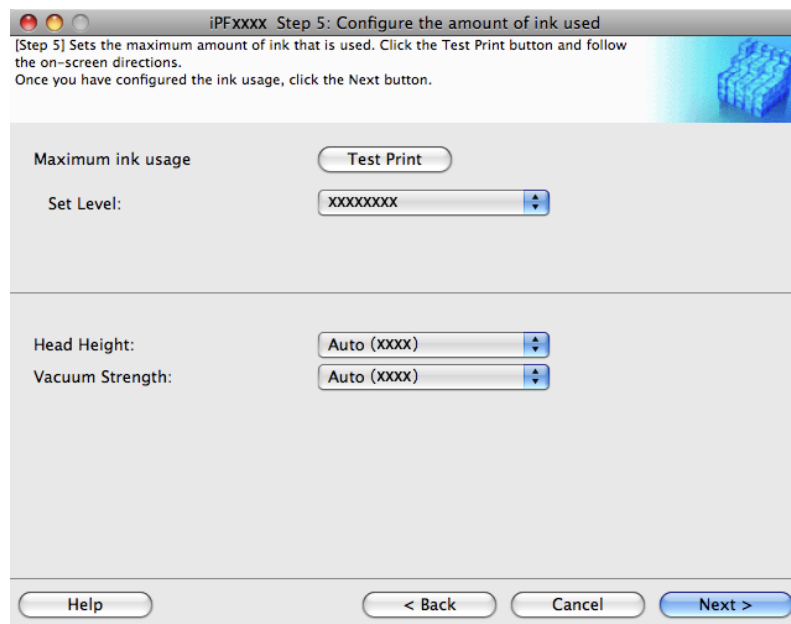 iPFxxxx Step 5: Configure the amount of ink used
[Step 5] Sets the maximum amount of ink that is used. Click the Test Print button and follow
the on-screen directions.
Once you have configured the ink usage, click the Next button.
Maximum ink usage Test Print
Set Level: xxxxxxxx
Head Height: Auto (xxxx)
Vacuum Strength: Auto (xxxx)
Help < Back Cancel Next >